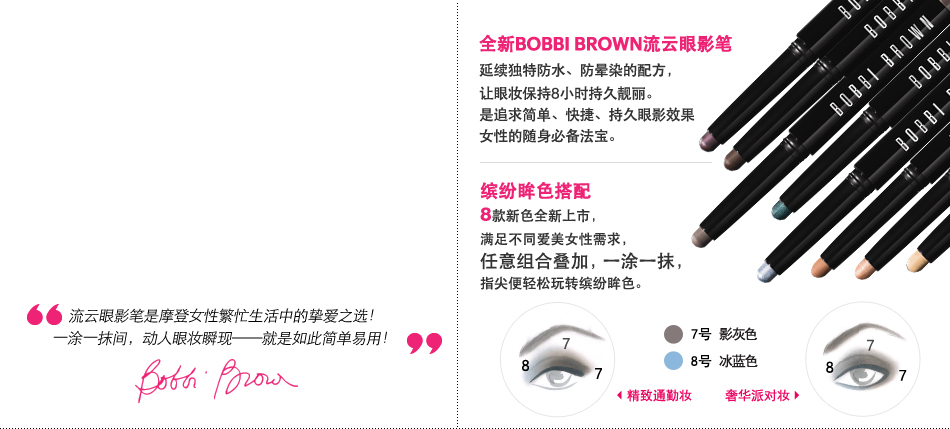 全新BOBBI BROWN流云眼影笔
延续独特防水、防晕染的配方，
让眼妆保持8小时持久靓丽。
是追求简单、快捷、持久眼影效果
女性的随身必备法宝。
缤纷眸色搭配
8款新色全新上市，
满足不同爱美女性需求，
任意组合叠加，一涂一抹，
指尖便轻松玩转缤纷眸色。
“流云眼影笔是摩登女性繁忙生活中的挚爱之选！
一涂一抹间，动人眼妆瞬现——就是如此简单易用！”
Bobbi Brown
7
8
7
7号 影灰色
8号 冰蓝色
精致通勤妆
奢华派对妆
7
8
7
BOBBI BROWN